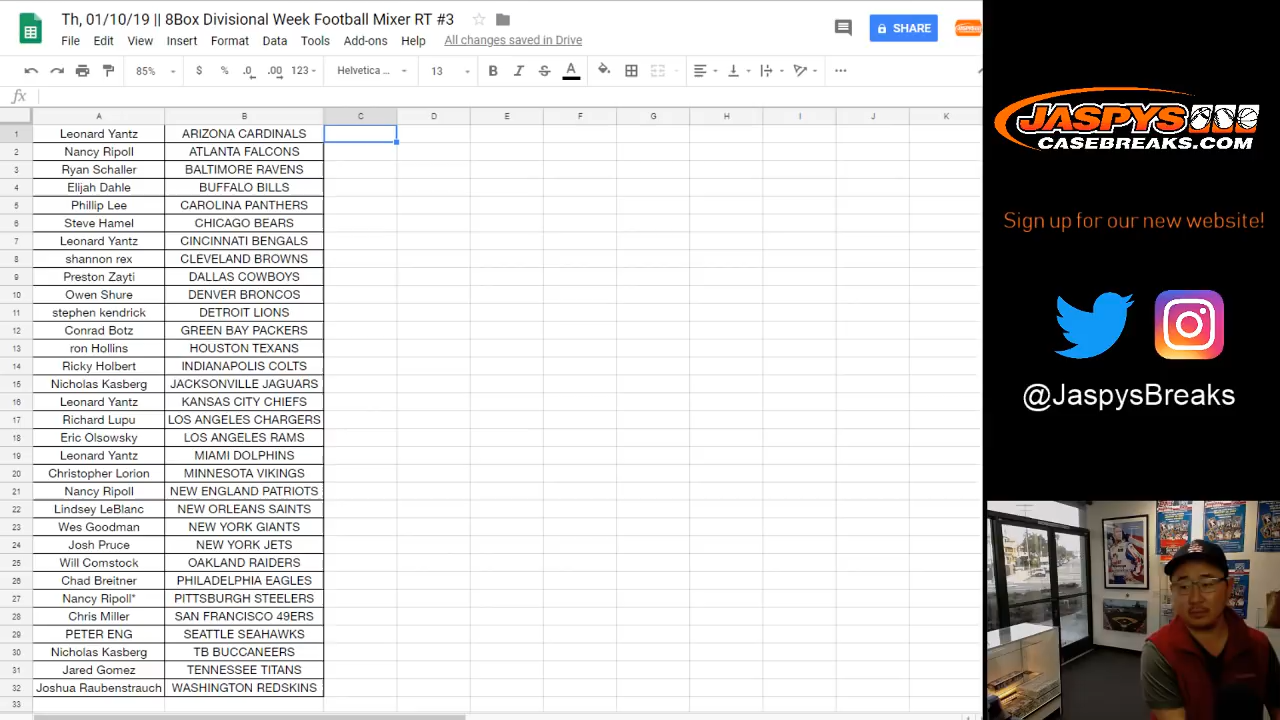 Th, 01/10/19 || 8Box Divisional Week Football Mixer RT #3
File Edit View Insert Format Data Tools Add-ons Help All changes saved in Drive
SHARE
85% $ % .0 .00 123 Helvetica ... 13 B I S A
fx
A B C D E F G H I J K
1 Leonard Yantz ARIZONA CARDINALS
2 Nancy Ripoll ATLANTA FALCONS
3 Ryan Schaller BALTIMORE RAVENS
4 Elijah Dahle BUFFALO BILLS
5 Phillip Lee CAROLINA PANTHERS
6 Steve Hamel CHICAGO BEARS
7 Leonard Yantz CINCINNATI BENGALS
8 shannon rex CLEVELAND BROWNS
9 Preston Zayti DALLAS COWBOYS
10 Owen Shure DENVER BRONCOS
11 stephen kendrick DETROIT LIONS
12 Conrad Botz GREEN BAY PACKERS
13 ron Hollins HOUSTON TEXANS
14 Ricky Holbert INDIANAPOLIS COLTS
15 Nicholas Kasberg JACKSONVILLE JAGUARS
16 Leonard Yantz KANSAS CITY CHIEFS
17 Richard Lupu LOS ANGELES CHARGERS
18 Eric Olsowsky LOS ANGELES RAMS
19 Leonard Yantz MIAMI DOLPHINS
20 Christopher Lorion MINNESOTA VIKINGS
21 Nancy Ripoll NEW ENGLAND PATRIOTS
22 Lindsey LeBlanc NEW ORLEANS SAINTS
23 Wes Goodman NEW YORK GIANTS
24 Josh Pruce NEW YORK JETS
25 Will Comstock OAKLAND RAIDERS
26 Chad Breitner PHILADELPHIA EAGLES
27 Nancy Ripoll* PITTSBURGH STEELERS
28 Chris Miller SAN FRANCISCO 49ERS
29 PETER ENG SEATTLE SEAHAWKS
30 Nicholas Kasberg TB BUCCANEERS
31 Jared Gomez TENNESSEE TITANS
32 Joshua Raubenstrauch WASHINGTON REDSKINS
33
JASPYS
CASEBREAKS.COM
Sign up for our new website!
@JaspysBreaks